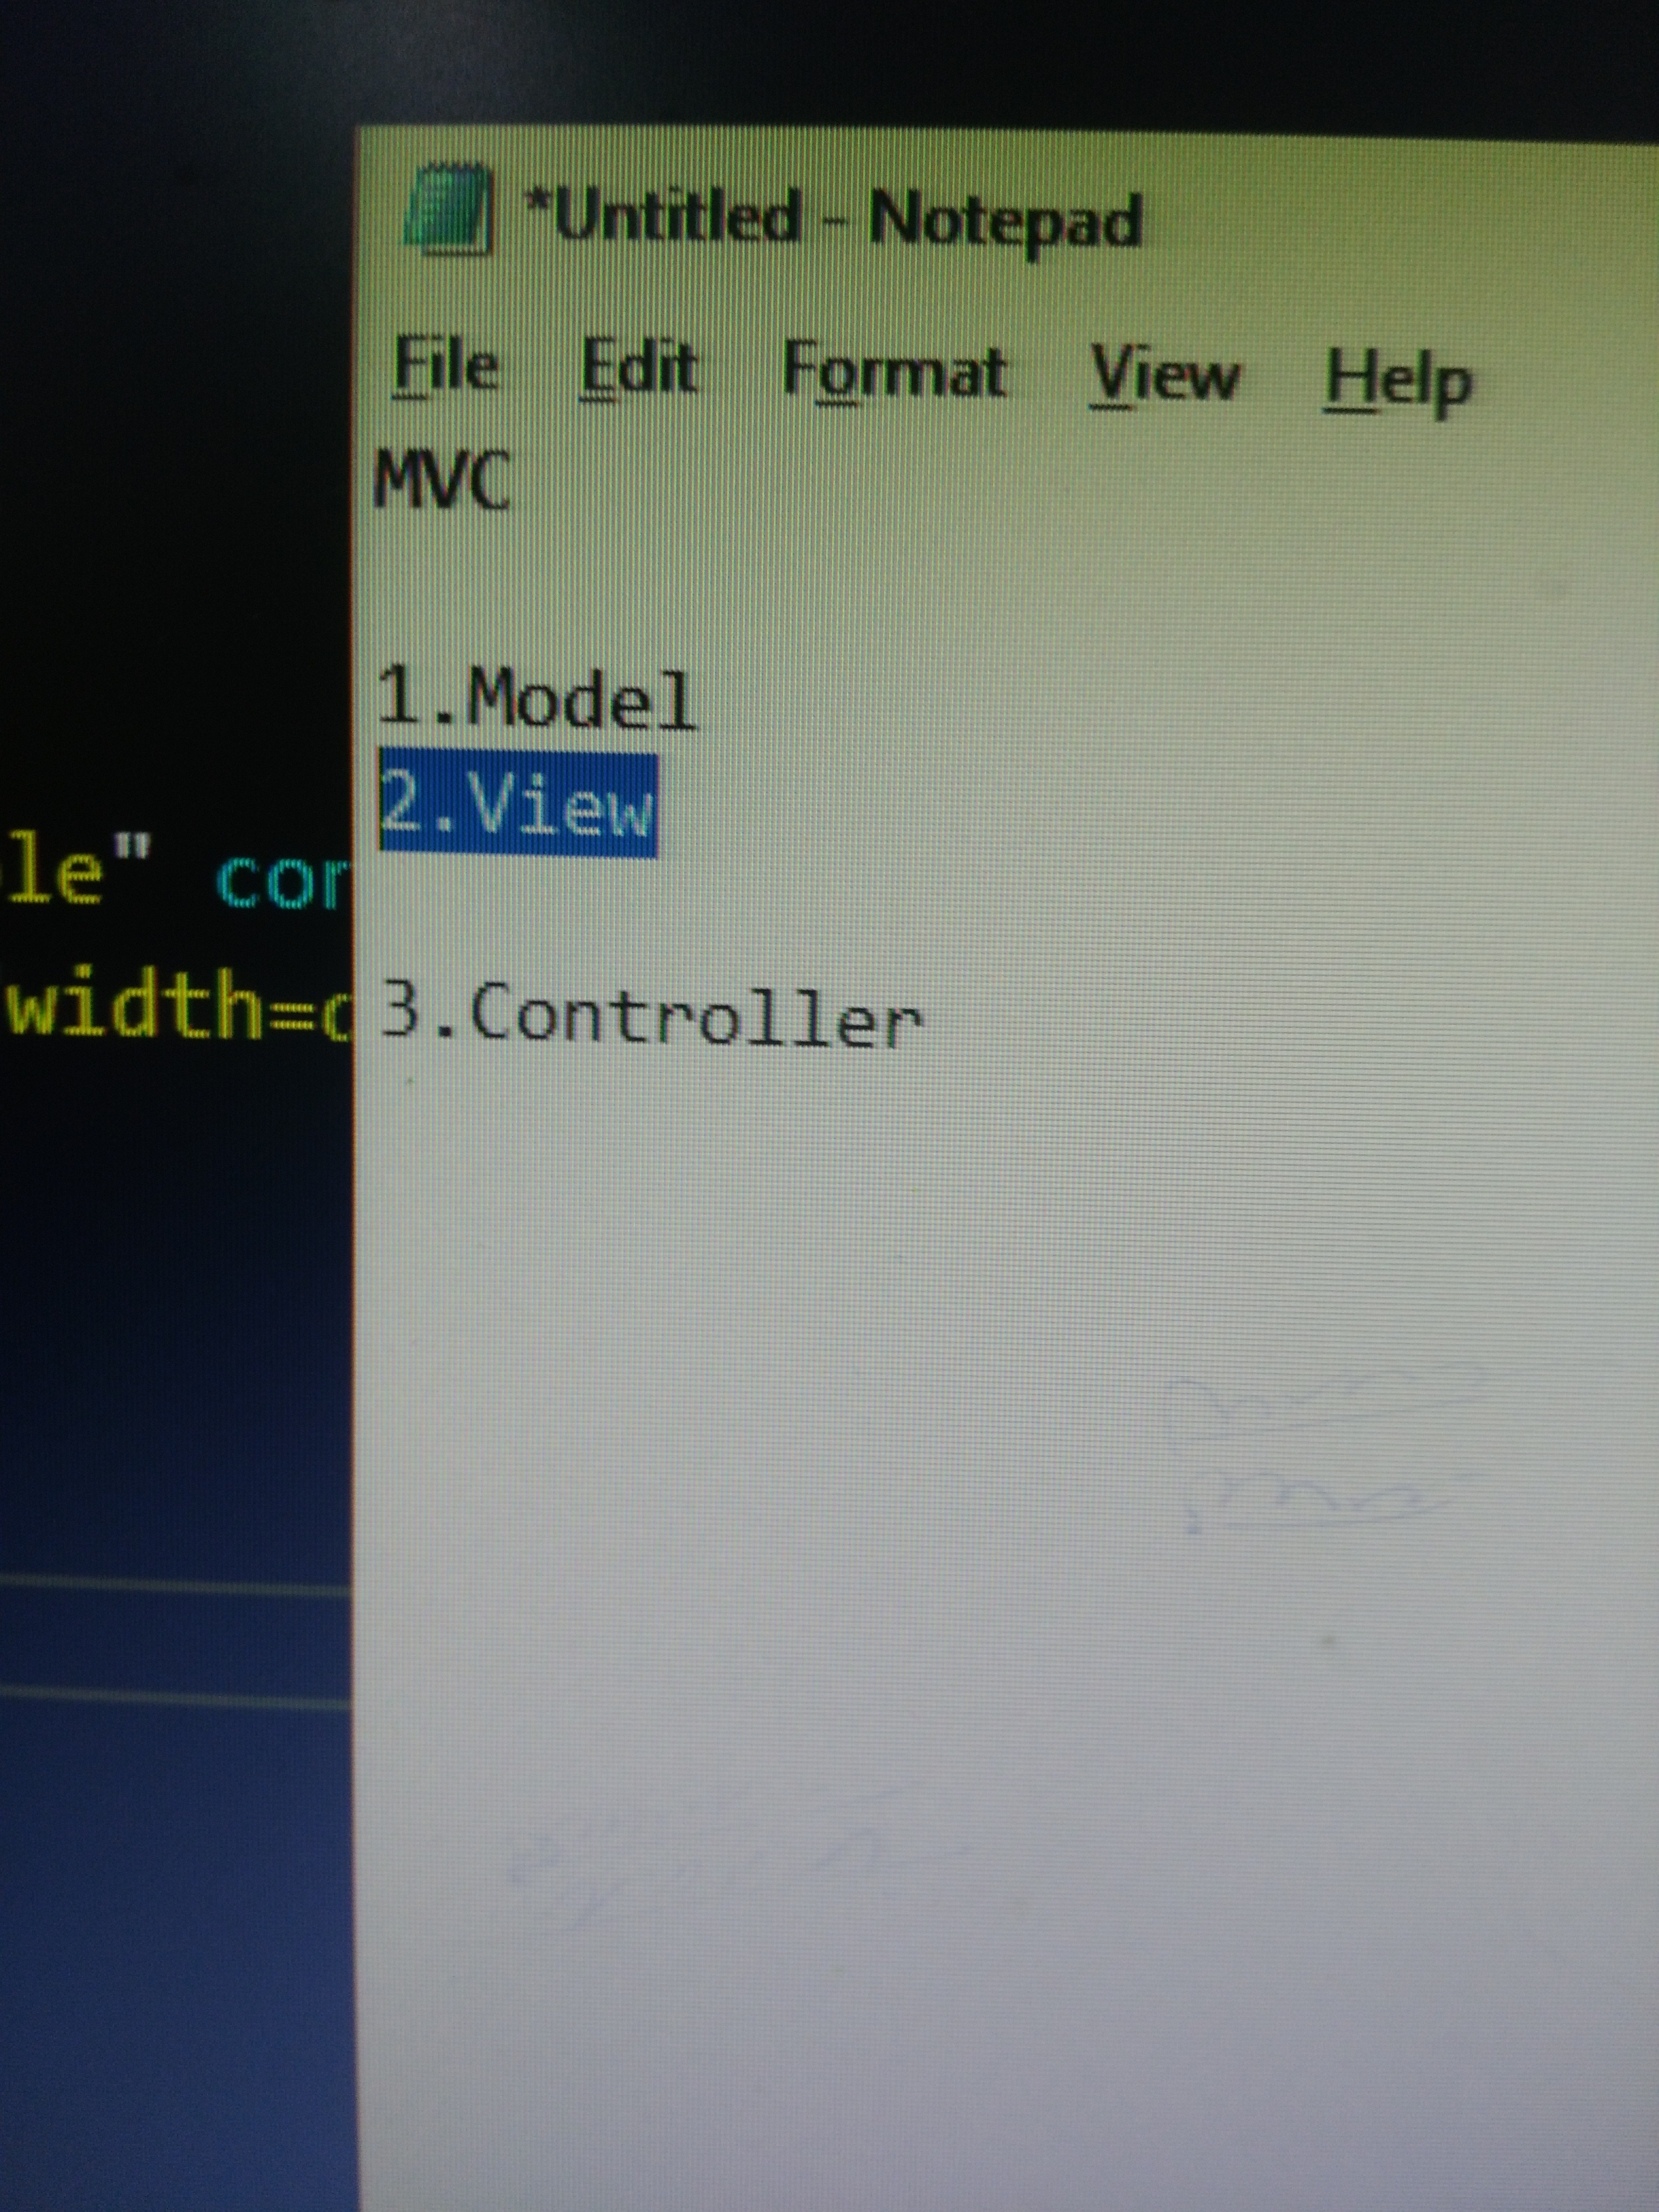 *Untitled - Notepad
File Edit Format View Help
MVC
1.Model
2.View
le" cor
width=
3.Controller